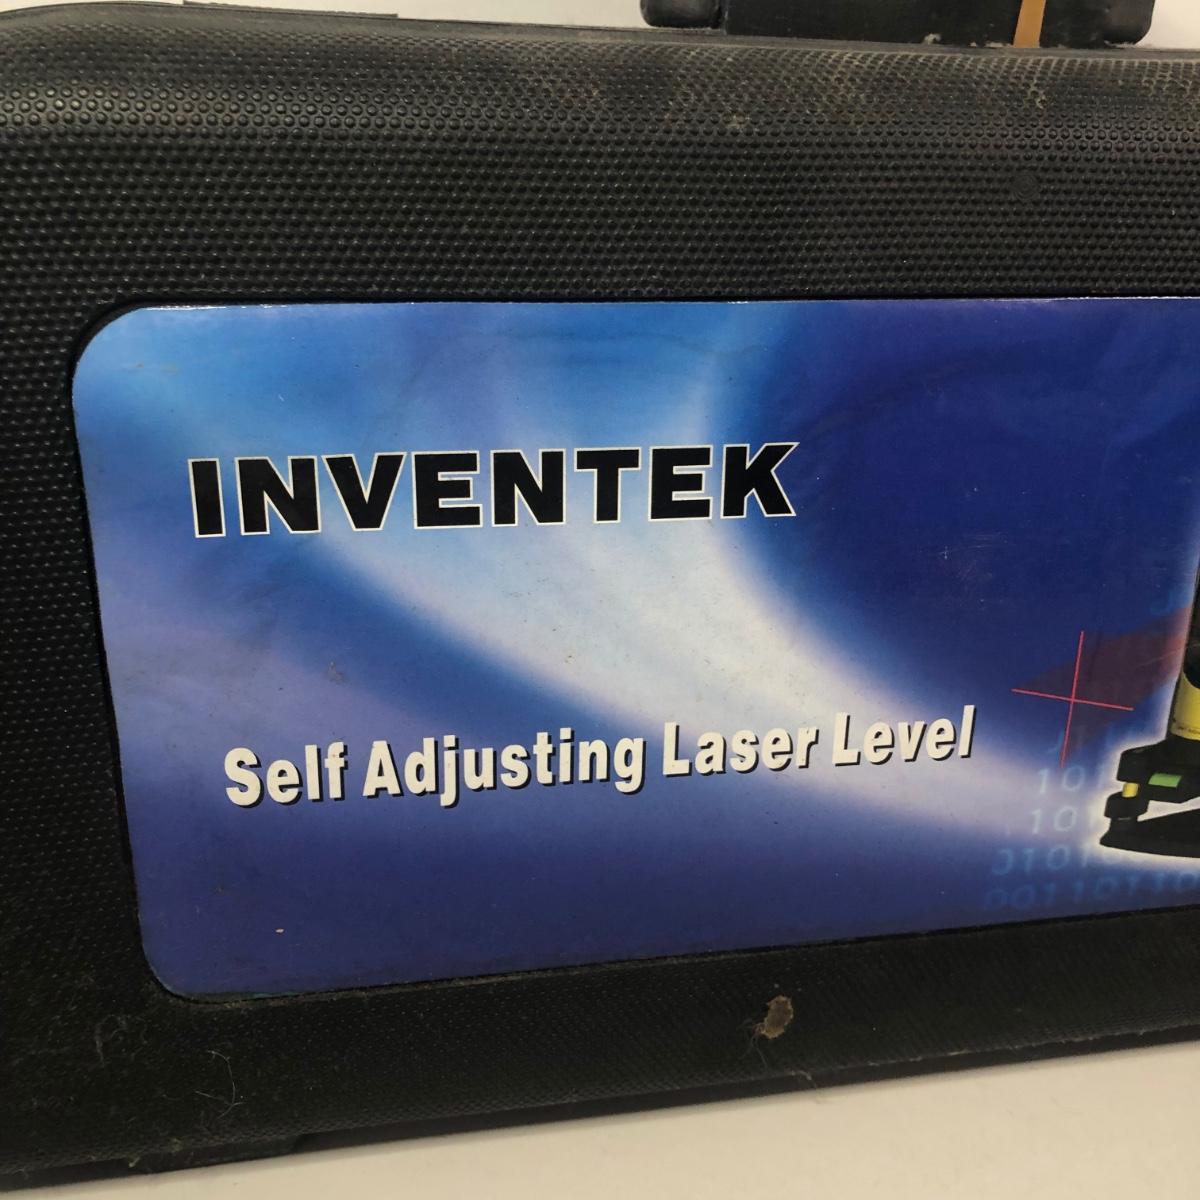 INVENTEK
Self Adjusting Laser Level